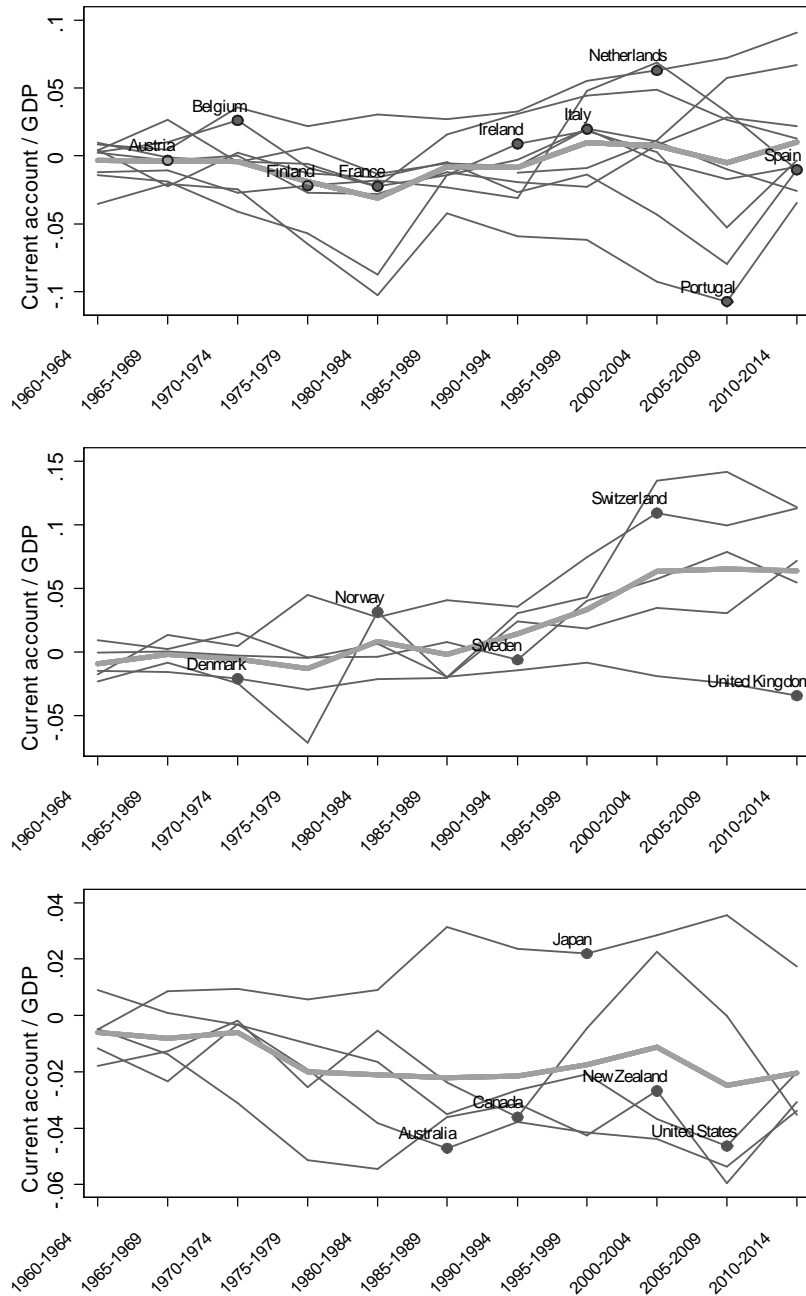 Current account / GDP
.1
.05
0
-.05
-.1
Netherlands
Belgium
Ireland
Italy
Austria
Finland
France
Spain
Portugal
1960-1964
1965-1969
1970-1974
1975-1979
1980-1984
1985-1989
1990-1994
1995-1999
2000-2004
2005-2009
2010-2014
Current account / GDP
.15
.1
.05
0
-.05
Switzerland
Norway
Sweden
Denmark
United Kingdom
1960-1964
1965-1969
1970-1974
1975-1979
1980-1984
1985-1989
1990-1994
1995-1999
2000-2004
2005-2009
2010-2014
Current account / GDP
.04
.02
0
-.02
-.04
-.06
Japan
New Zealand
Canada
Australia
United States
1960-1964
1965-1969
1970-1974
1975-1979
1980-1984
1985-1989
1990-1994
1995-1999
2000-2004
2005-2009
2010-2014